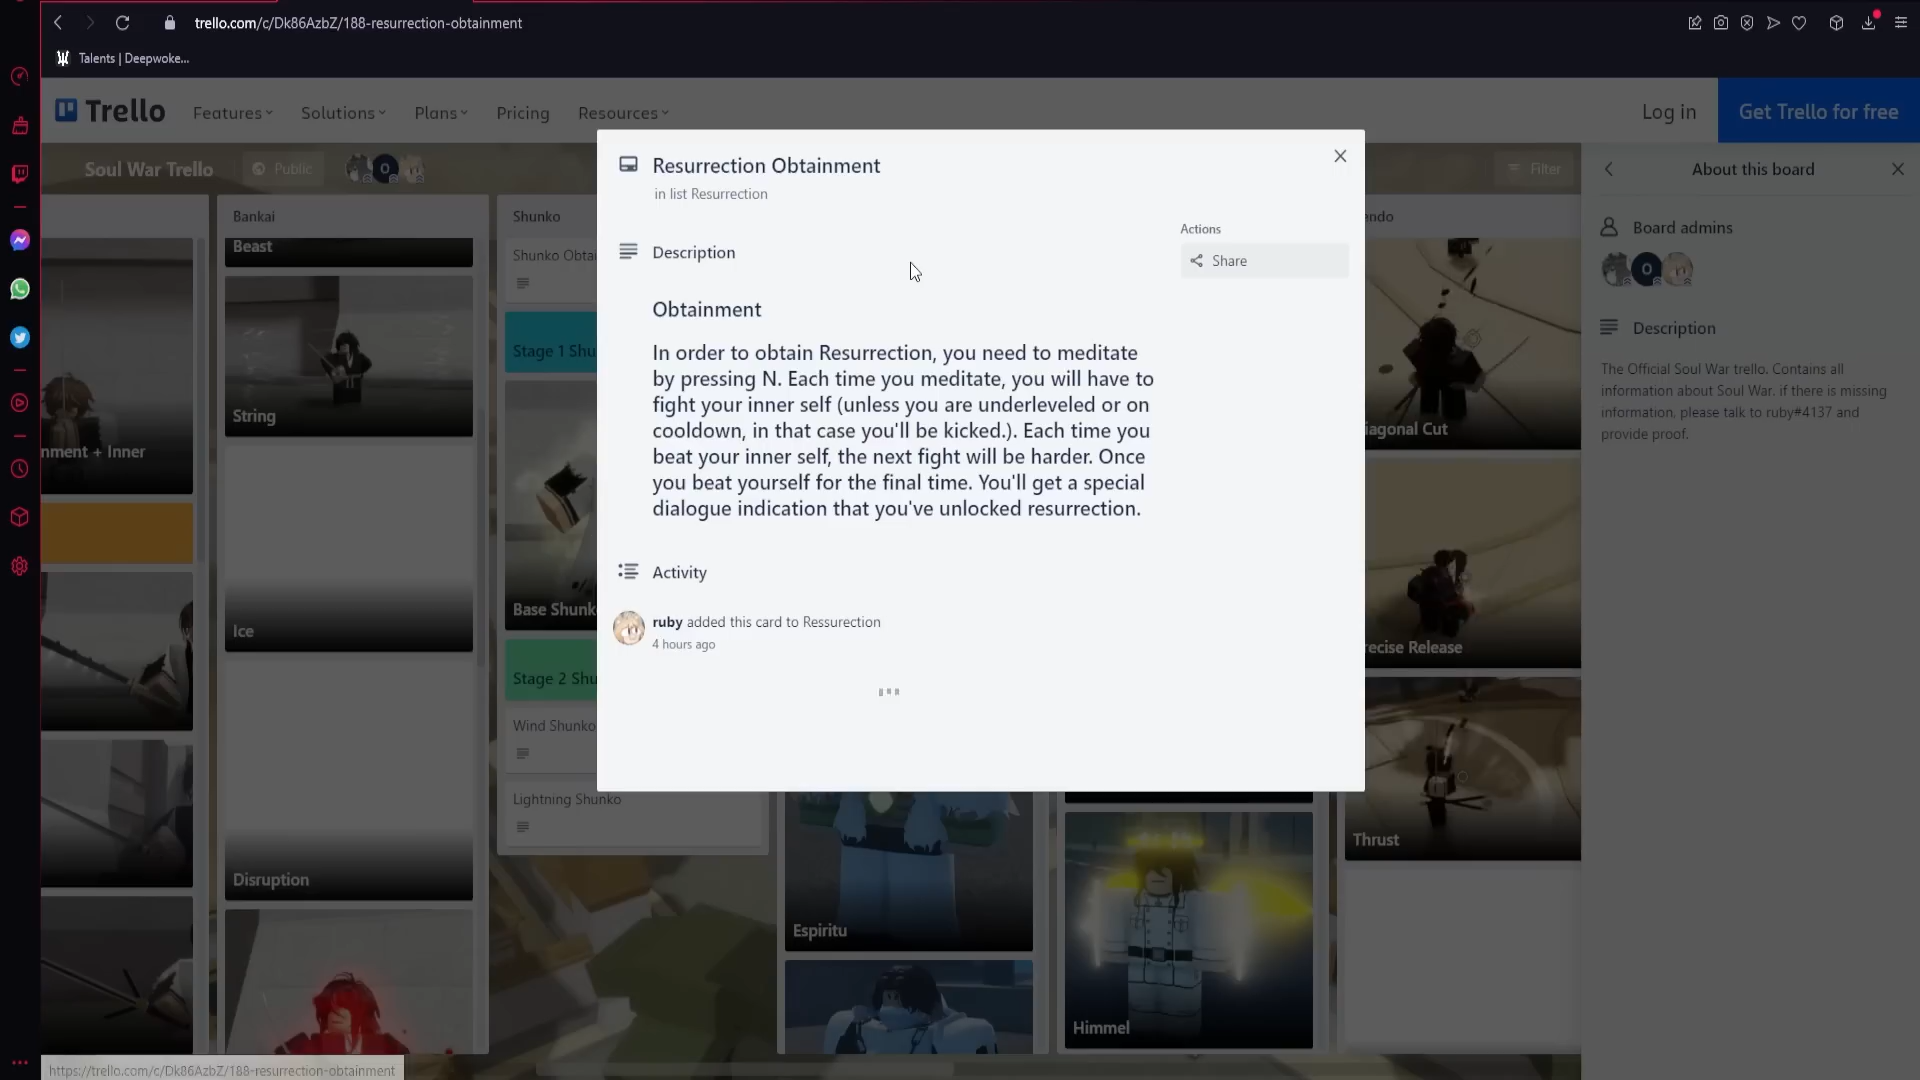 trello.com/c/Dk86AzbZ/188-resurrection-obtainment
Talents | Deepwoke...
Trello
Features
Solutions
Plans
Pricing
Resources
Log in
Get Trello for free
Soul War Trello
Public
O
Filter
About this board
Resurrection Obtainment
in list Resurrection
Actions
Share
Description
Obtainment
In order to obtain Resurrection, you need to meditate
by pressing N. Each time you meditate, you will have to
fight your inner self (unless you are underleveled or on
cooldown, in that case you'll be kicked.). Each time you
beat your inner self, the next fight will be harder. Once
you beat yourself for the final time. You'll get a special
dialogue indication that you've unlocked resurrection.
Activity
ruby added this card to Ressurection
4 hours ago
nment + Inner
Bankai
Beast
String
Ice
Disruption
Shunko
Shunko Obtai
Stage 1 Shu
Base Shunk
Stage 2 Shu
Wind Shunko
Lightning Shunko
Espiritu
Himmel
endo
iagonal Cut
recise Release
Thrust
Board admins
O
Description
The Official Soul War trello. Contains all
information about Soul War. if there is missing
information, please talk to ruby#4137 and
provide proof.
https://trello.com/c/Dk86AzbZ/188-resurrection-obtainment